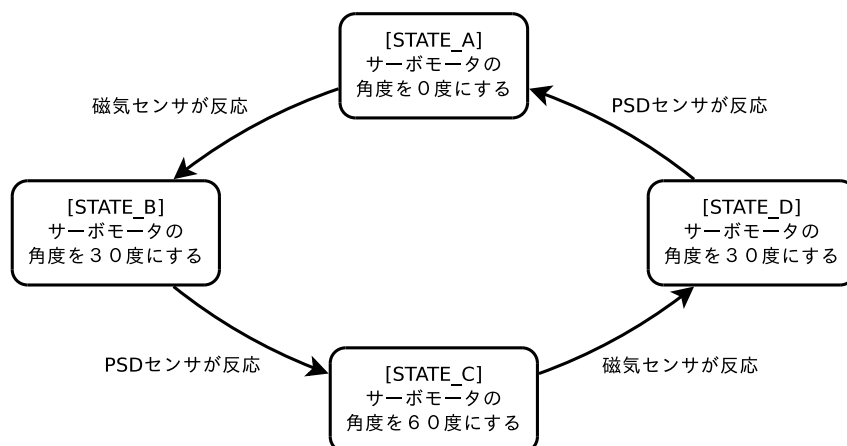 [STATE_A]
サーボモータの
角度を０度にする
磁気センサが反応
PSDセンサが反応
[STATE_B]
サーボモータの
角度を３０度にする
[STATE_D]
サーボモータの
角度を３０度にする
PSDセンサが反応
磁気センサが反応
[STATE_C]
サーボモータの
角度を６０度にする